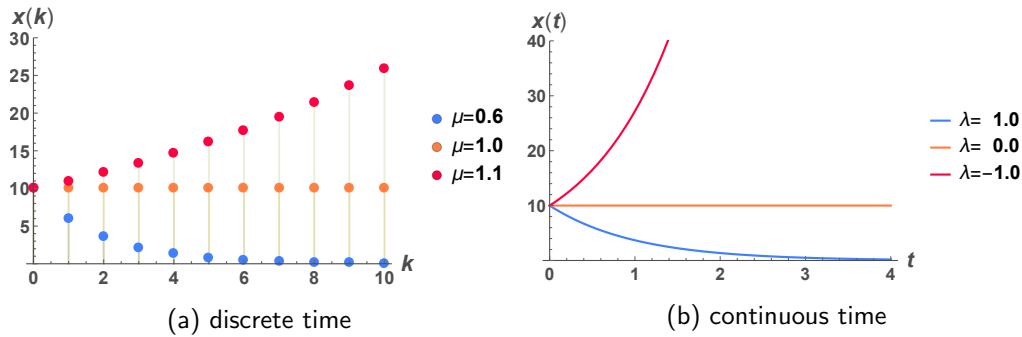 x(k)
30
25
20
15
10
5
0 2 4 6 8 10 k
μ=0.6
μ=1.0
μ=1.1
(a) discrete time
x(t)
40
30
20
10
0 1 2 3 4 t
λ= 1.0
λ= 0.0
λ=−1.0
(b) continuous time